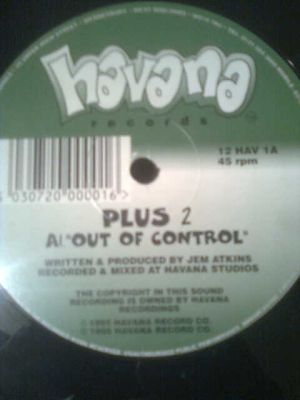 havana
records
12 HAV 1A
45 rpm
5 030720 000016 >
PLUS 2
A1 "OUT OF CONTROL"
WRITTEN & PRODUCED BY JEM ATKINS
RECORDED & MIXED AT HAVANA STUDIOS
THE COPYRIGHT IN THIS SOUND
RECORDING IS OWNED BY HAVANA
RECORDINGS
HAVANA RECORD CO.
HAVANA RECORD CO.